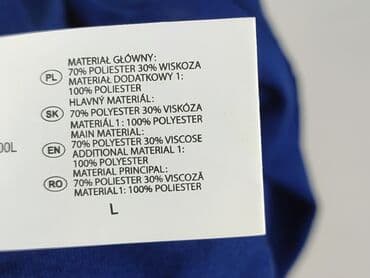 MATERIAŁ GŁÓWNY:
PL 70% POLIESTER 30% WISKOZA
MATERIAŁ DODATKOWY 1:
100% POLIESTER
HLAVNÝ MATERIÁL:
SK 70% POLYESTER 30% VISKÓZA
MATERIÁL 1: 100% POLYESTER
MAIN MATERIAL:
EN 70% POLYESTER 30% VISCOSE
ADDITIONAL MATERIAL 1:
100% POLYESTER
MATERIAL PRINCIPAL:
RO 70% POLIESTER 30% VISCOZĂ
MATERIAL1: 100% POLIESTER
L